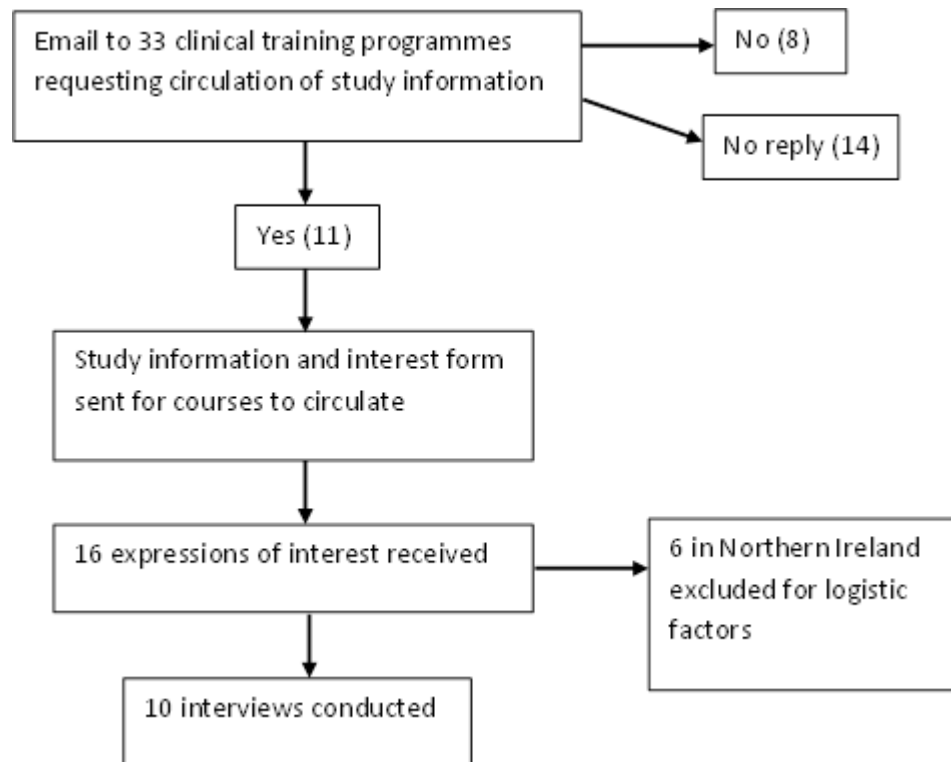 Email to 33 clinical training programmes
requesting circulation of study information
No (8)
No reply (14)
Yes (11)
Study information and interest form
sent for courses to circulate
16 expressions of interest received
6 in Northern Ireland
excluded for logistic
factors
10 interviews conducted